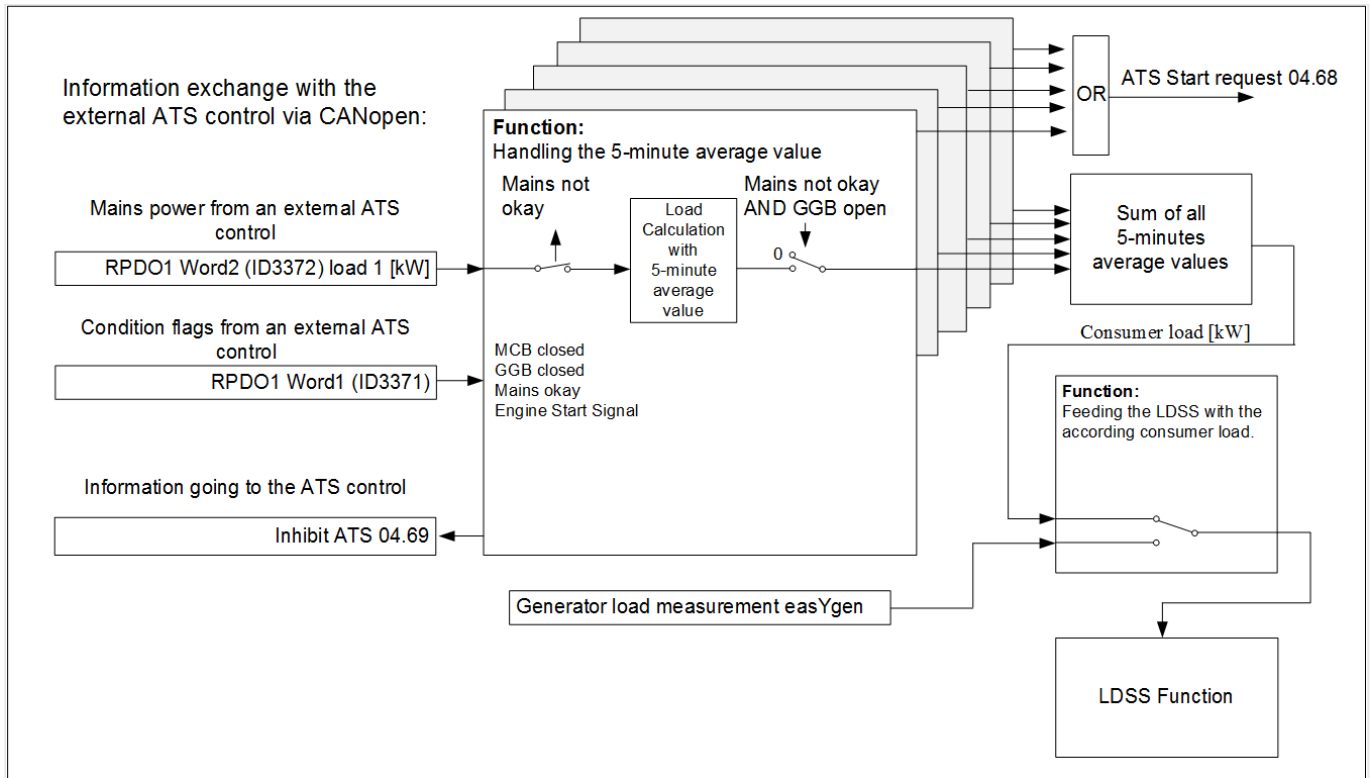 Information exchange with the
external ATS control via CANopen:
Mains power from an external ATS
control
RPDO1 Word2 (ID3372) load 1 [kW]
Condition flags from an external ATS
control
RPDO1 Word1 (ID3371)
Information going to the ATS control
Inhibit ATS 04.69
Function:
Handling the 5-minute average value
Mains not
okay
Load
Calculation
with
5-minute
average
value
Mains not okay
AND GGB open
0
MCB closed
GGB closed
Mains okay
Engine Start Signal
OR
ATS Start request 04.68
Sum of all
5-minutes
average values
Consumer load [kW]
Function:
Feeding the LDSS with the
according consumer load.
Generator load measurement easYgen
LDSS Function